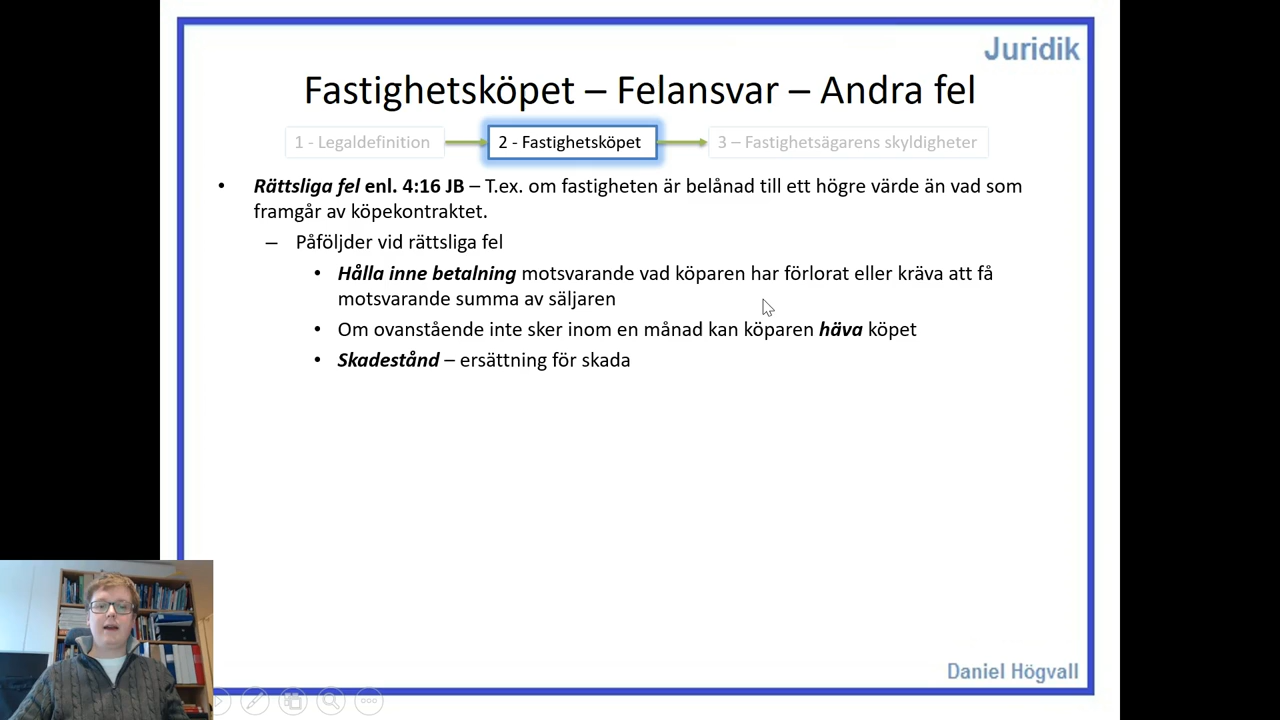 Juridik
Fastighetsköpet – Felansvar – Andra fel
1 - Legaldefinition
2 - Fastighetsköpet
3 – Fastighetsägarens skyldigheter
• Rättsliga fel enl. 4:16 JB – T.ex. om fastigheten är belånad till ett högre värde än vad som
framgår av köpekontraktet.
– Påföljder vid rättsliga fel
• Hålla inne betalning motsvarande vad köparen har förlorat eller kräva att få
motsvarande summa av säljaren
• Om ovanstående inte sker inom en månad kan köparen häva köpet
• Skadestånd – ersättning för skada
Daniel Högvall